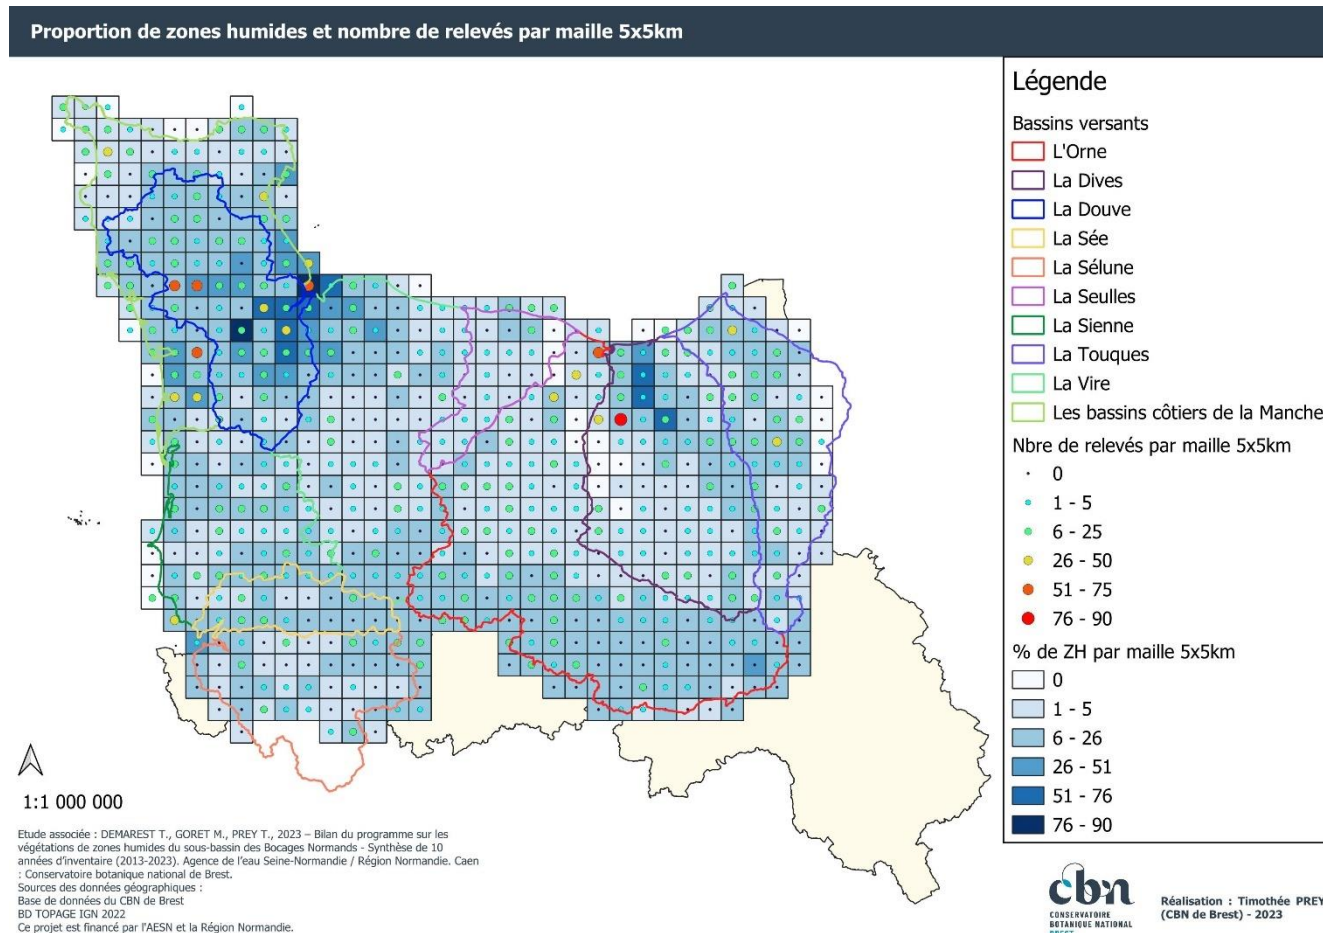 Proportion de zones humides et nombre de relevés par maille 5x5km
Légende
Bassins versants
L'Orne
La Dives
La Douve
La Sée
La Sélune
La Seulles
La Sienne
La Touques
La Vire
Les bassins côtiers de la Manche
Nbre de relevés par maille 5x5km
0
1 - 5
6 - 25
26 - 50
51 - 75
76 - 90
% de ZH par maille 5x5km
0
1 - 5
6 - 26
26 - 51
51 - 76
76 - 90
1:1 000 000
Etude associée : DEMAREST T., GORET M., PREY T., 2023 – Bilan du programme sur les
végétations de zones humides du sous-bassin des Bocages Normands - Synthèse de 10
années d'inventaire (2013-2023). Agence de l'eau Seine-Normandie / Région Normandie. Caen
: Conservatoire botanique national de Brest.
Sources des données géographiques :
Base de données du CBN de Brest
BD TOPAGE IGN 2022
Ce projet est financé par l'AESN et la Région Normandie.
cbn
CONSERVATOIRE
BOTANIQUE NATIONAL
BREST
Réalisation : Timothée PREY
(CBN de Brest) - 2023